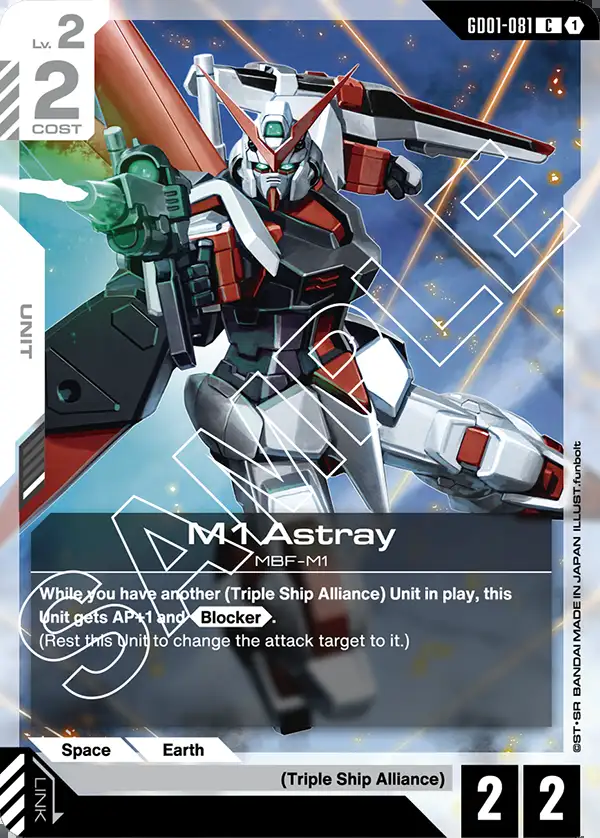 Lv. 2
2
COST
GD01-081 C 1
UNIT
SAMPLE
M1 Astray
MBF-M1
While you have another (Triple Ship Alliance) Unit in play, this
Unit gets AP+1 and Blocker.
(Rest this Unit to change the attack target to it.)
©ST・SR BANDAI MADE IN JAPAN ILLUST.funbolt
Space Earth
LINK
(Triple Ship Alliance)
2 2